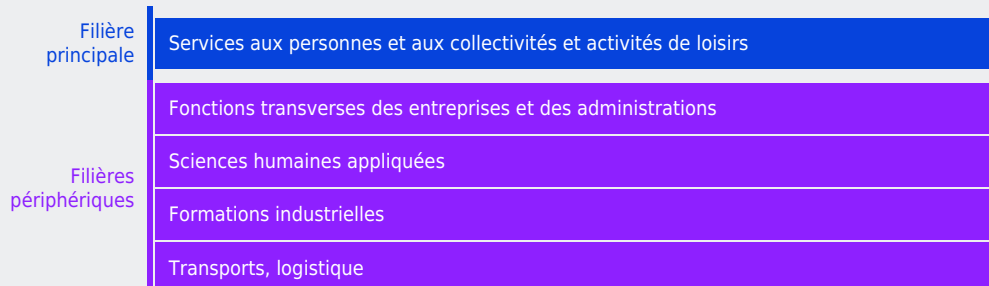 Filière
principale
Services aux personnes et aux collectivités et activités de loisirs
Fonctions transverses des entreprises et des administrations
Sciences humaines appliquées
Filières
périphériques
Formations industrielles
Transports, logistique